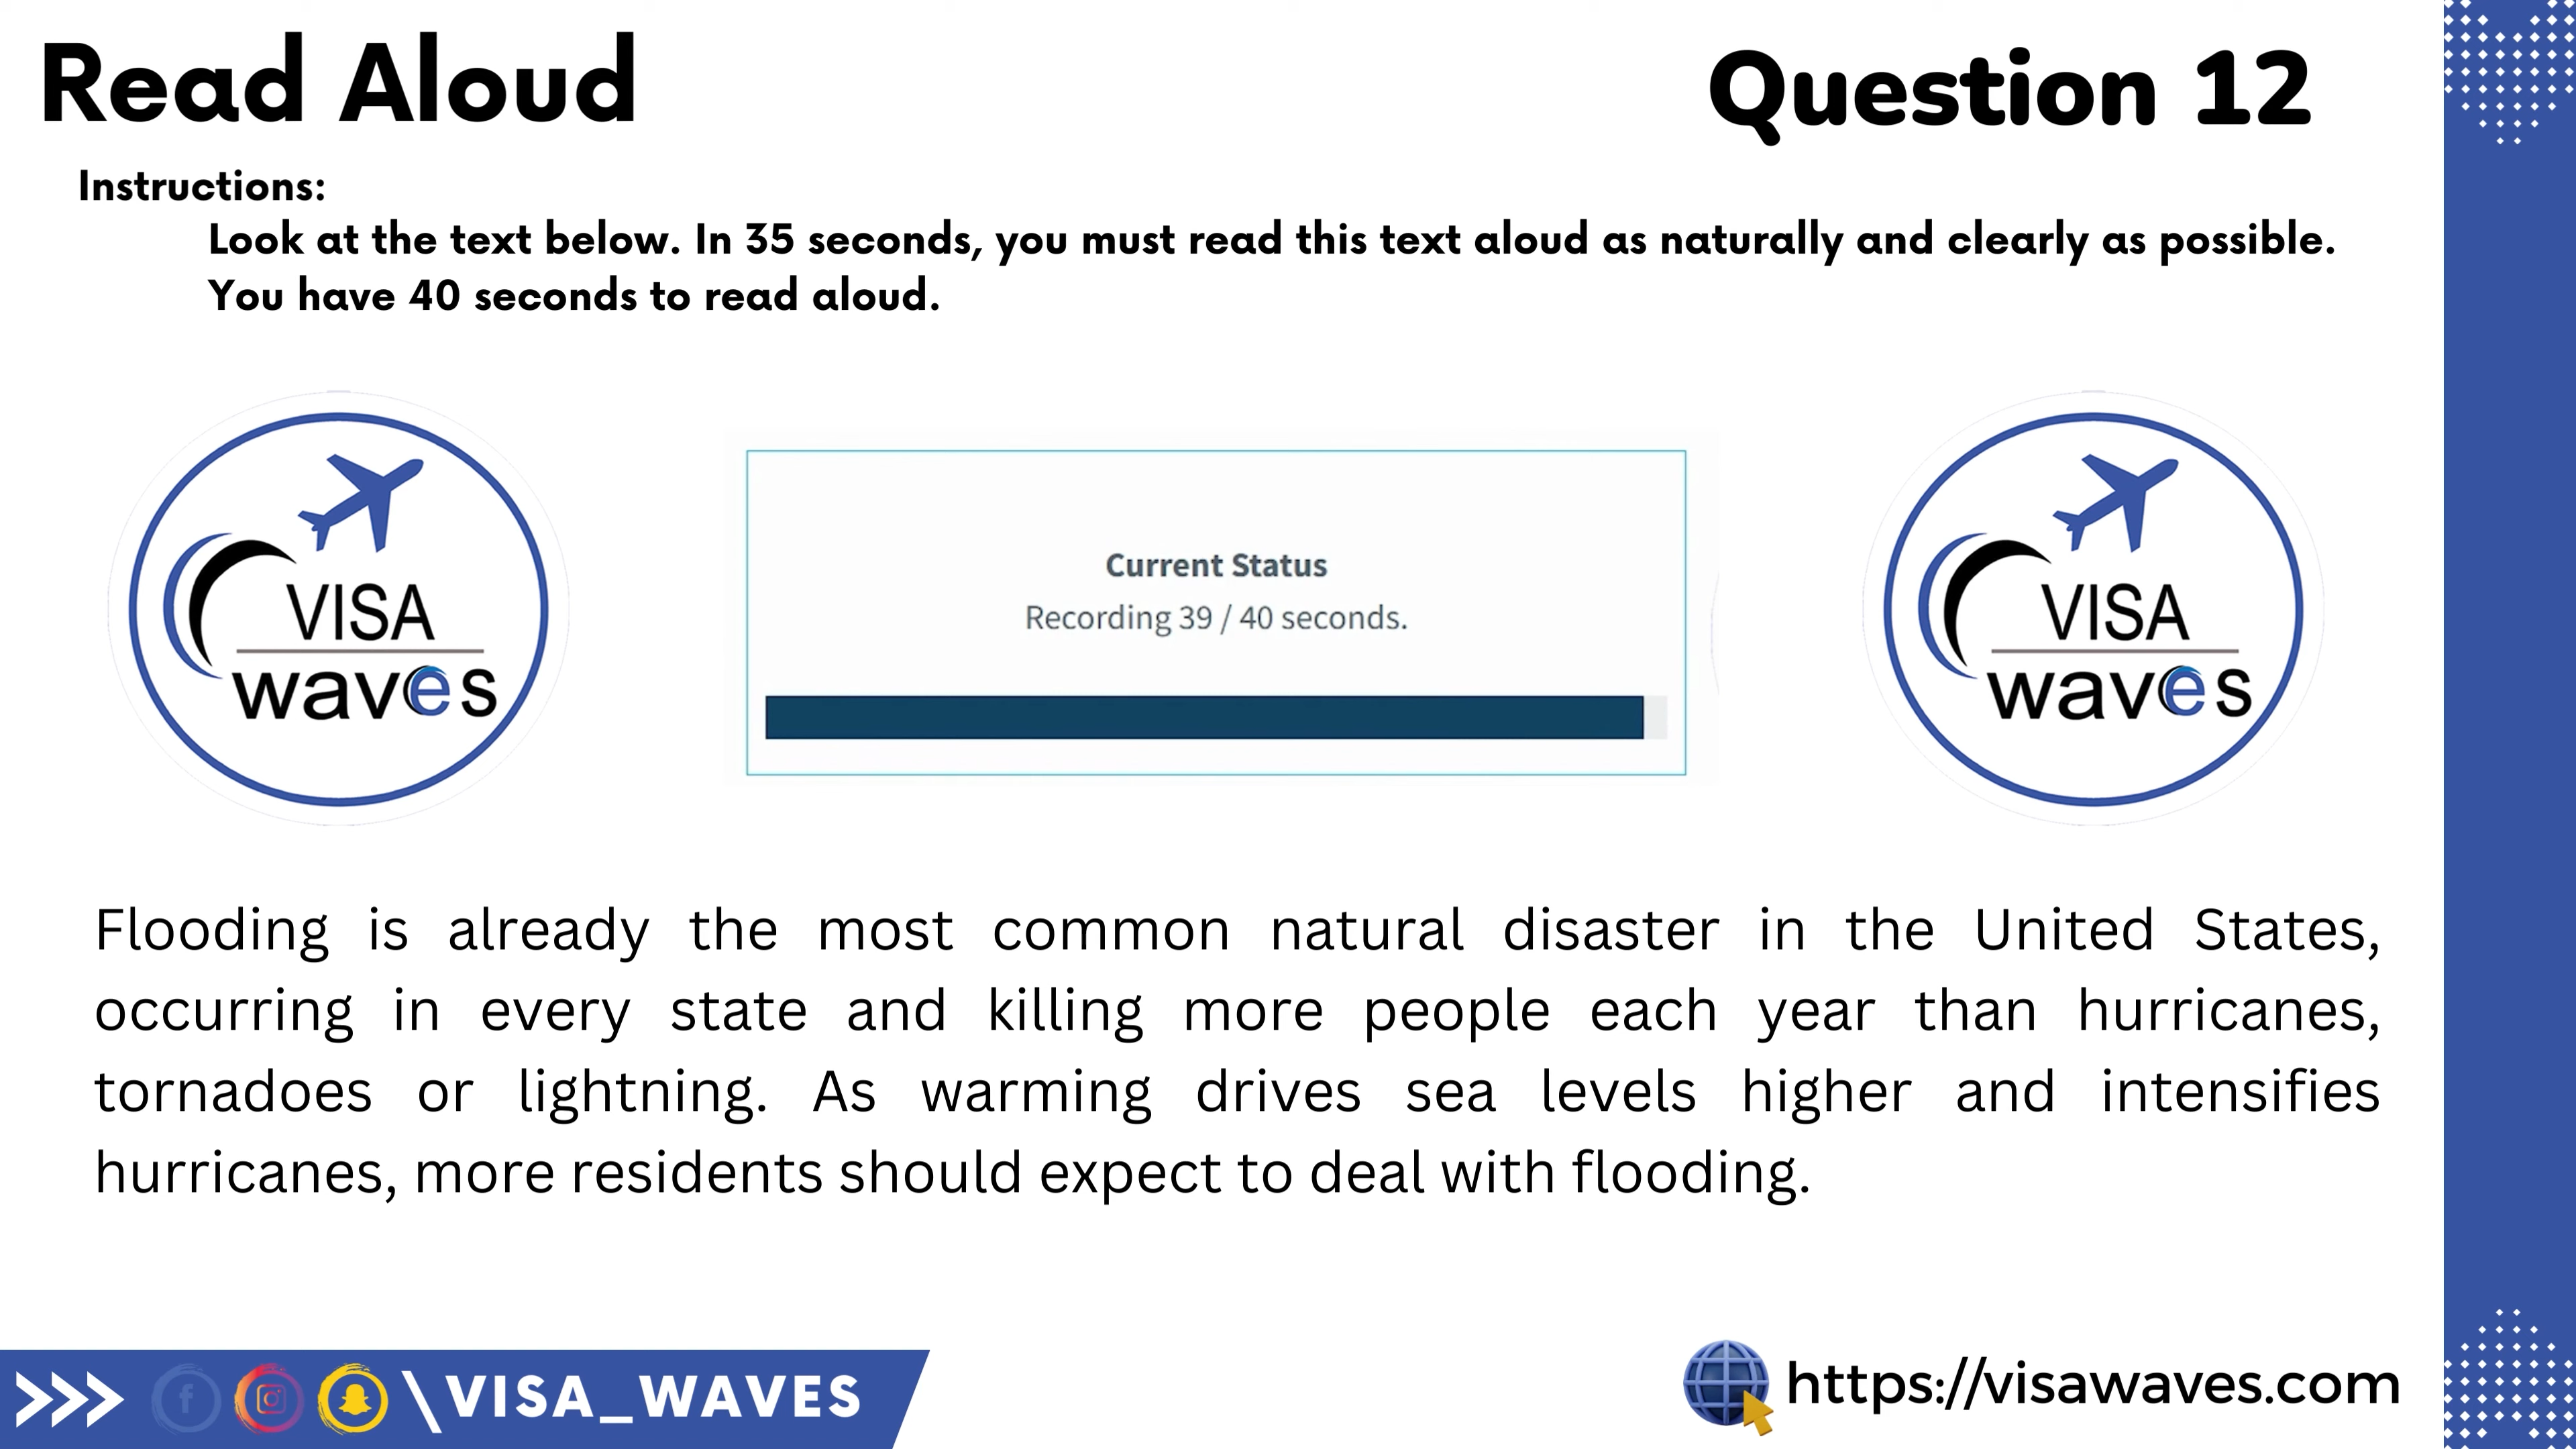 Read Aloud
Question 12
Instructions:
Look at the text below. In 35 seconds, you must read this text aloud as naturally and clearly as possible.
You have 40 seconds to read aloud.
VISA
waves
Current Status
Recording 39 / 40 seconds.
VISA
waves
Flooding is already the most common natural disaster in the United States,
occurring in every state and killing more people each year than hurricanes,
tornadoes or lightning. As warming drives sea levels higher and intensifies
hurricanes, more residents should expect to deal with flooding.
\VISA_WAVES
https://visawaves.com